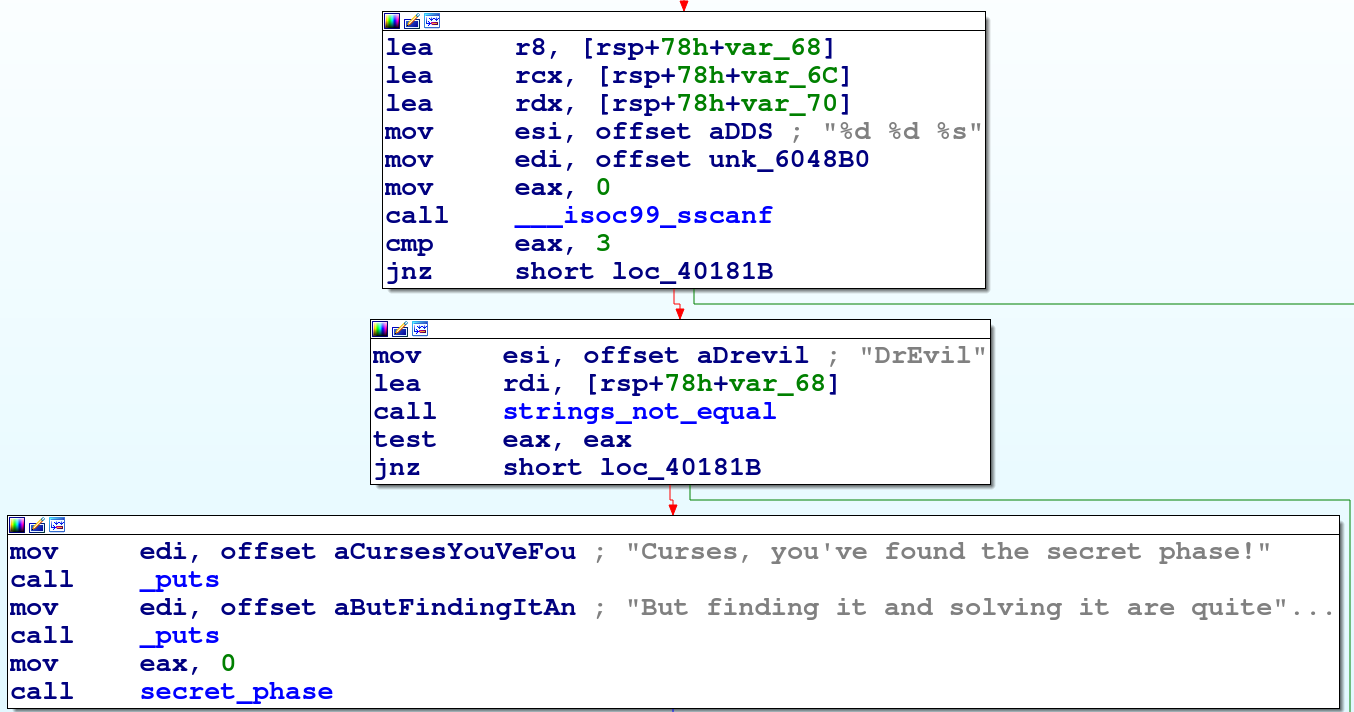 lea r8, [rsp+78h+var_68]
lea rcx, [rsp+78h+var_6C]
lea rdx, [rsp+78h+var_70]
mov esi, offset aDDS ; "%d %d %s"
mov edi, offset unk_6048B0
mov eax, 0
call ___isoc99_sscanf
cmp eax, 3
jnz short loc_40181B
mov esi, offset aDrevil ; "DrEvil"
lea rdi, [rsp+78h+var_68]
call strings_not_equal
test eax, eax
jnz short loc_40181B
mov edi, offset aCursesYouVeFou ; "Curses, you've found the secret phase!"
call _puts
mov edi, offset aButFindingItAn ; "But finding it and solving it are quite"...
call _puts
mov eax, 0
call secret_phase